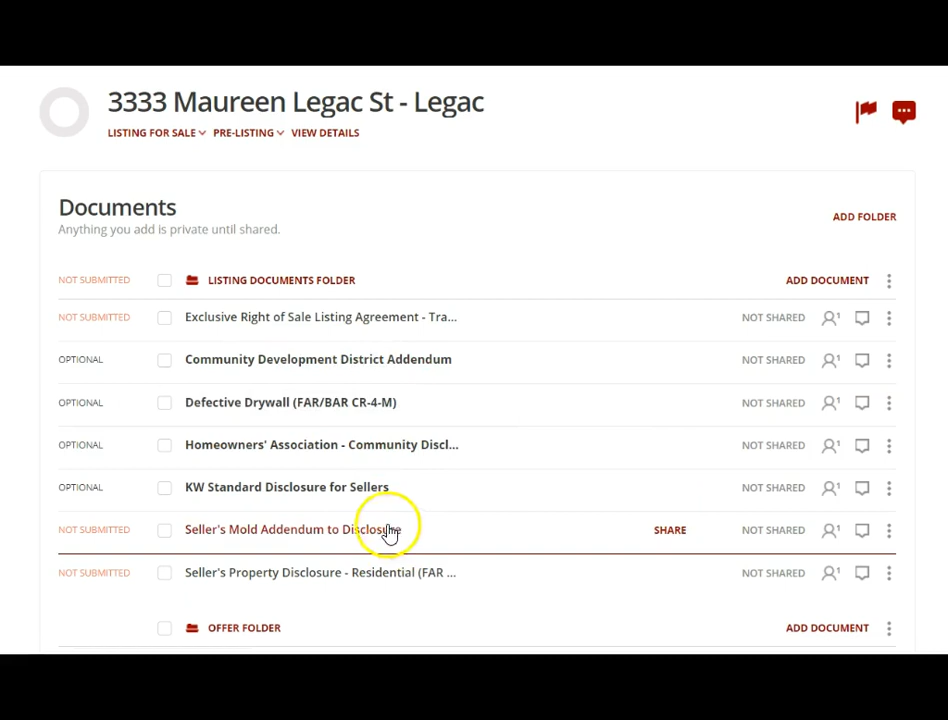 3333 Maureen Legac St - Legac
LISTING FOR SALE PRE-LISTING VIEW DETAILS
Documents
Anything you add is private until shared.
ADD FOLDER
NOT SUBMITTED LISTING DOCUMENTS FOLDER ADD DOCUMENT
NOT SUBMITTED Exclusive Right of Sale Listing Agreement - Tra... NOT SHARED 1
OPTIONAL Community Development District Addendum NOT SHARED 1
OPTIONAL Defective Drywall (FAR/BAR CR-4-M) NOT SHARED 1
OPTIONAL Homeowners' Association - Community Discl... NOT SHARED 1
OPTIONAL KW Standard Disclosure for Sellers NOT SHARED 1
NOT SUBMITTED Seller's Mold Addendum to Disclosure SHARE NOT SHARED 1
NOT SUBMITTED Seller's Property Disclosure - Residential (FAR ... NOT SHARED 1
OFFER FOLDER ADD DOCUMENT